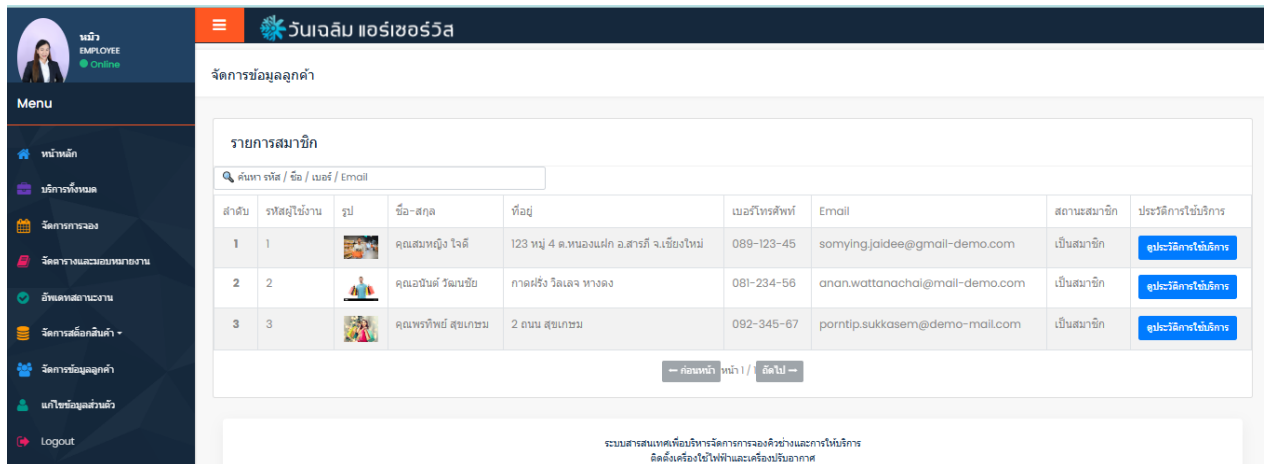 หมิว
EMPLOYEE
Online
Menu
หน้าหลัก
บริการทั้งหมด
จัดการการจอง
จัดตารางและมอบหมายงาน
อัพเดทสถานะงาน
จัดการสต็อกสินค้า
จัดการข้อมูลลูกค้า
แก้ไขข้อมูลส่วนตัว
Logout
วันเฉลิม แอร์เซอร์วิส
จัดการข้อมูลลูกค้า
รายการสมาชิก
ค้นหา รหัส / ชื่อ / เบอร์ / Email
ลำดับ รหัสผู้ใช้งาน รูป ชื่อ-สกุล ที่อยู่ เบอร์โทรศัพท์ Email สถานะสมาชิก ประวัติการใช้บริการ
1 1 คุณสมหญิง ใจดี 123 หมู่ 4 ต.หนองแฝก อ.สารภี จ.เชียงใหม่ 089-123-45 somying.jaidee@gmail-demo.com เป็นสมาชิก ดูประวัติการใช้บริการ
2 2 คุณอนันต์ วัฒนชัย กาดฝรั่ง วิลเลจ หางดง 081-234-56 anan.wattanachai@mail-demo.com เป็นสมาชิก ดูประวัติการใช้บริการ
3 3 คุณพรทิพย์ สุขเกษม 2 ถนน สุขเกษม 092-345-67 porntip.sukkasem@demo-mail.com เป็นสมาชิก ดูประวัติการใช้บริการ
← ก่อนหน้า หน้า 1 / 1 ถัดไป →
ระบบสารสนเทศเพื่อบริหารจัดการการจองคิวช่างและการให้บริการ
ติดตั้งเครื่องใช้ไฟฟ้าและเครื่องปรับอากาศ